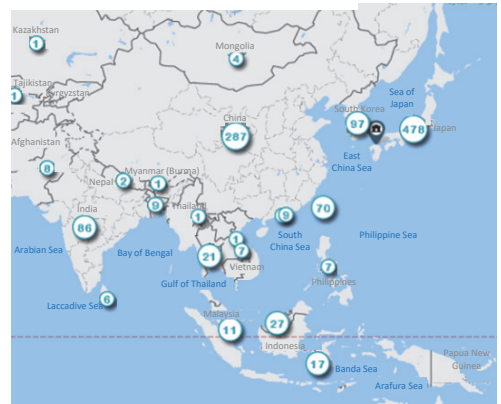 Kazakhstan
1
Mongolia
4
Tajikistan
Kyrgyzstan
1
Sea of
Japan
South Korea
97
478
Japan
China
287
East
China Sea
Afghanistan
8
Nepal
2
Myanmar (Burma)
1
9
Thailand
1
India
86
9
70
South
China Sea
Philippine Sea
Arabian Sea
Bay of Bengal
21
1
7
Vietnam
Gulf of Thailand
7
Philippines
6
Laccadive Sea
Malaysia
11
27
Indonesia
17
Banda Sea
Papua New
Guinea
Arafura Sea